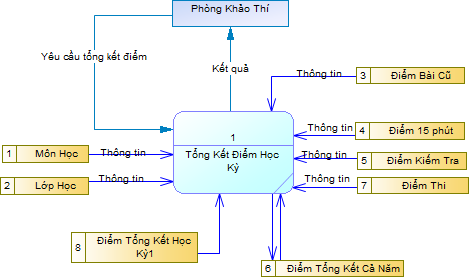 Phòng Khảo Thí
Yêu cầu tổng kết điểm
Kết quả
Thông tin
3 Điểm Bài Cũ
Thông tin
4 Điểm 15 phút
1
Tổng Kết Điểm Học
Kỳ
1 Môn Học
Thông tin
Thông tin
5 Điểm Kiểm Tra
2 Lớp Học
Thông tin
Thông tin
7 Điểm Thi
8 Điểm Tổng Kết Học
Kỳ1
6 Điểm Tổng Kết Cả Năm